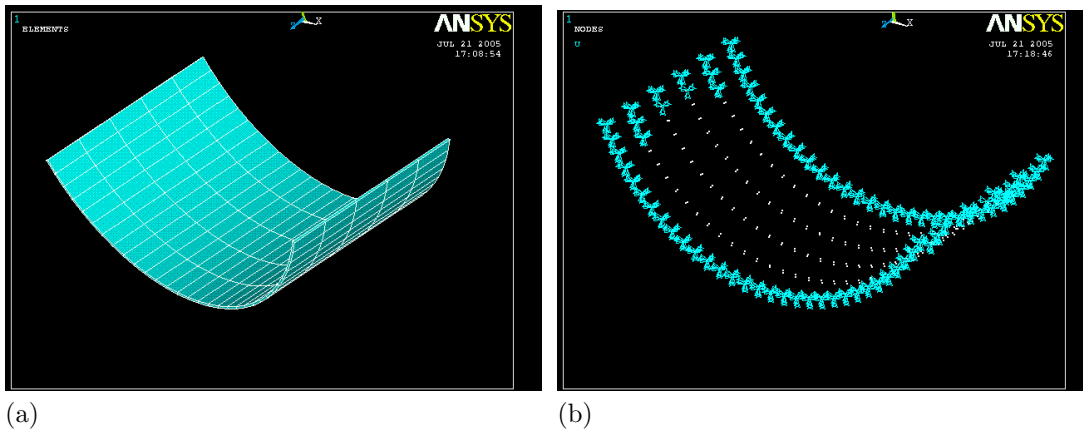 1
ELEMENTS
Z
X
ANSYS
JUL 21 2005
17:08:54
(a)
1
NODES
U
Z
X
ANSYS
JUL 21 2005
17:18:46
(b)